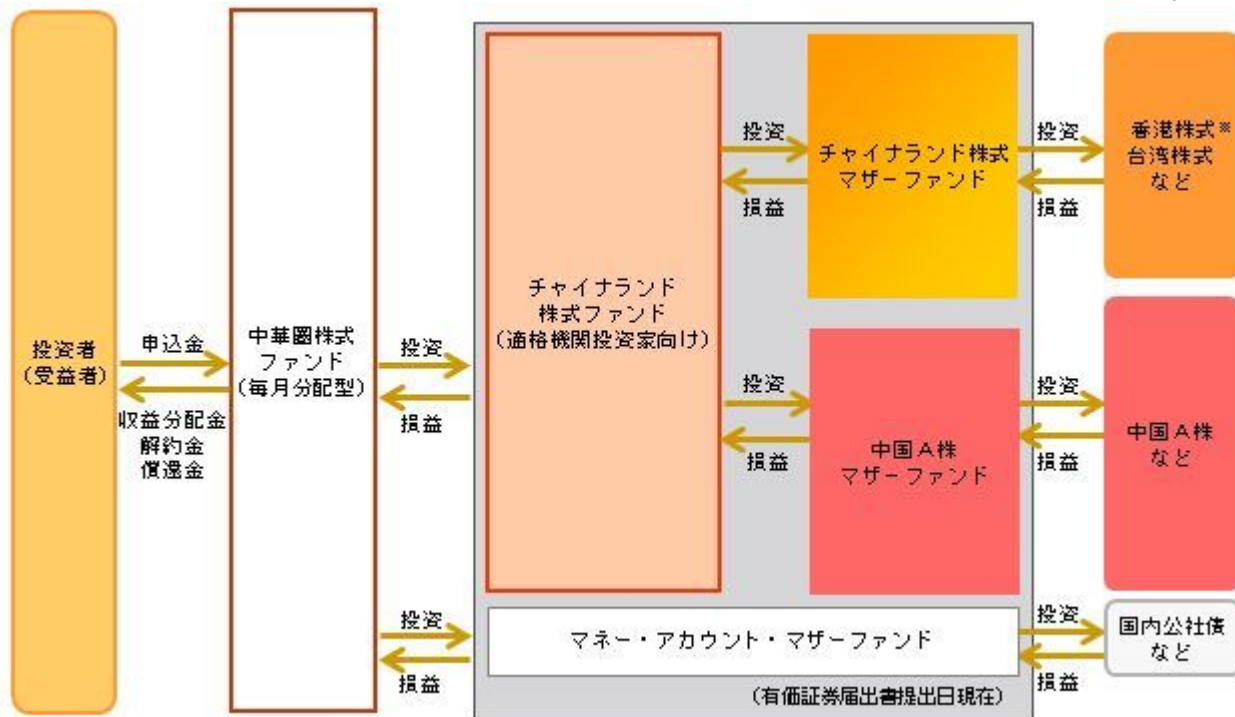 投資者
(受益者)
申込金
収益分配金
解約金
償還金
中華圏株式
ファンド
(毎月分配型)
投資
損益
投資
損益
チャイナランド
株式ファンド
(適格機関投資家向け)
投資
損益
チャイナランド株式
マザーファンド
投資
損益
香港株式※
台湾株式
など
投資
損益
中国A株
マザーファンド
投資
損益
中国A株
など
マネー・アカウント・マザーファンド
投資
損益
国内公社債
など
(有価証券届出書提出日現在)